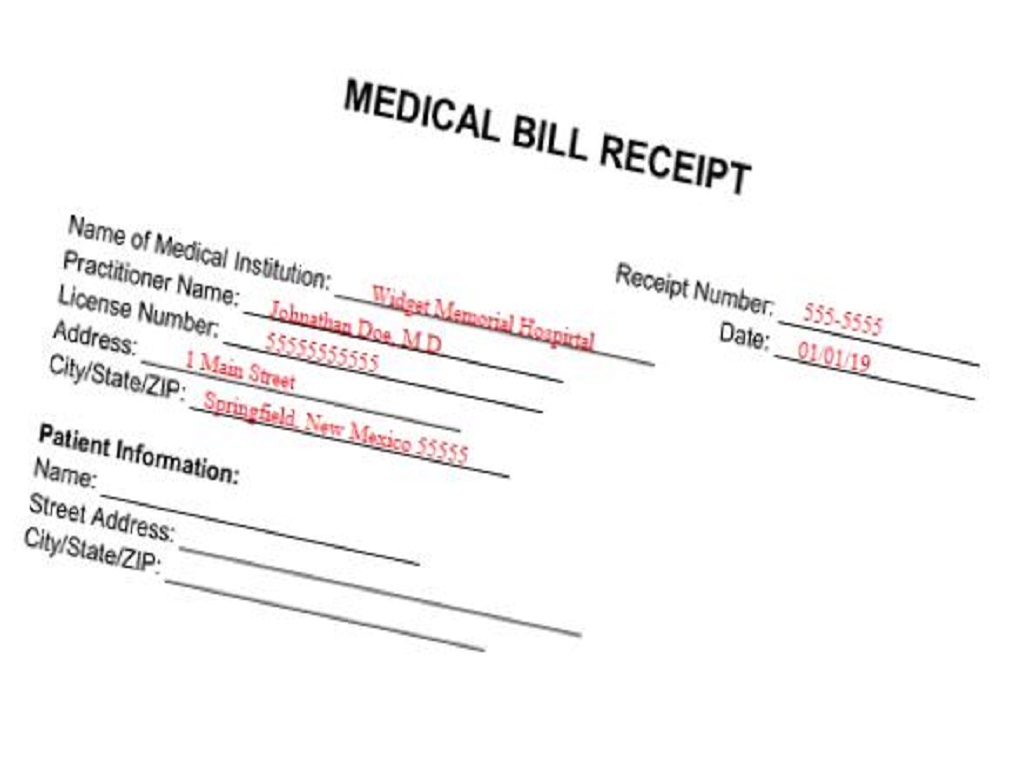 MEDICAL BILL RECEIPT
Name of Medical Institution: Widget Memorial Hospirtal
Receipt Number: 555-5555
Practitioner Name: Johnathan Doe, M.D
Date: 01/01/19
License Number: 55555555555
Address: 1 Main Street
City/State/ZIP: Springfield, New Mexico 55555
Patient Information:
Name:
Street Address:
City/State/ZIP: